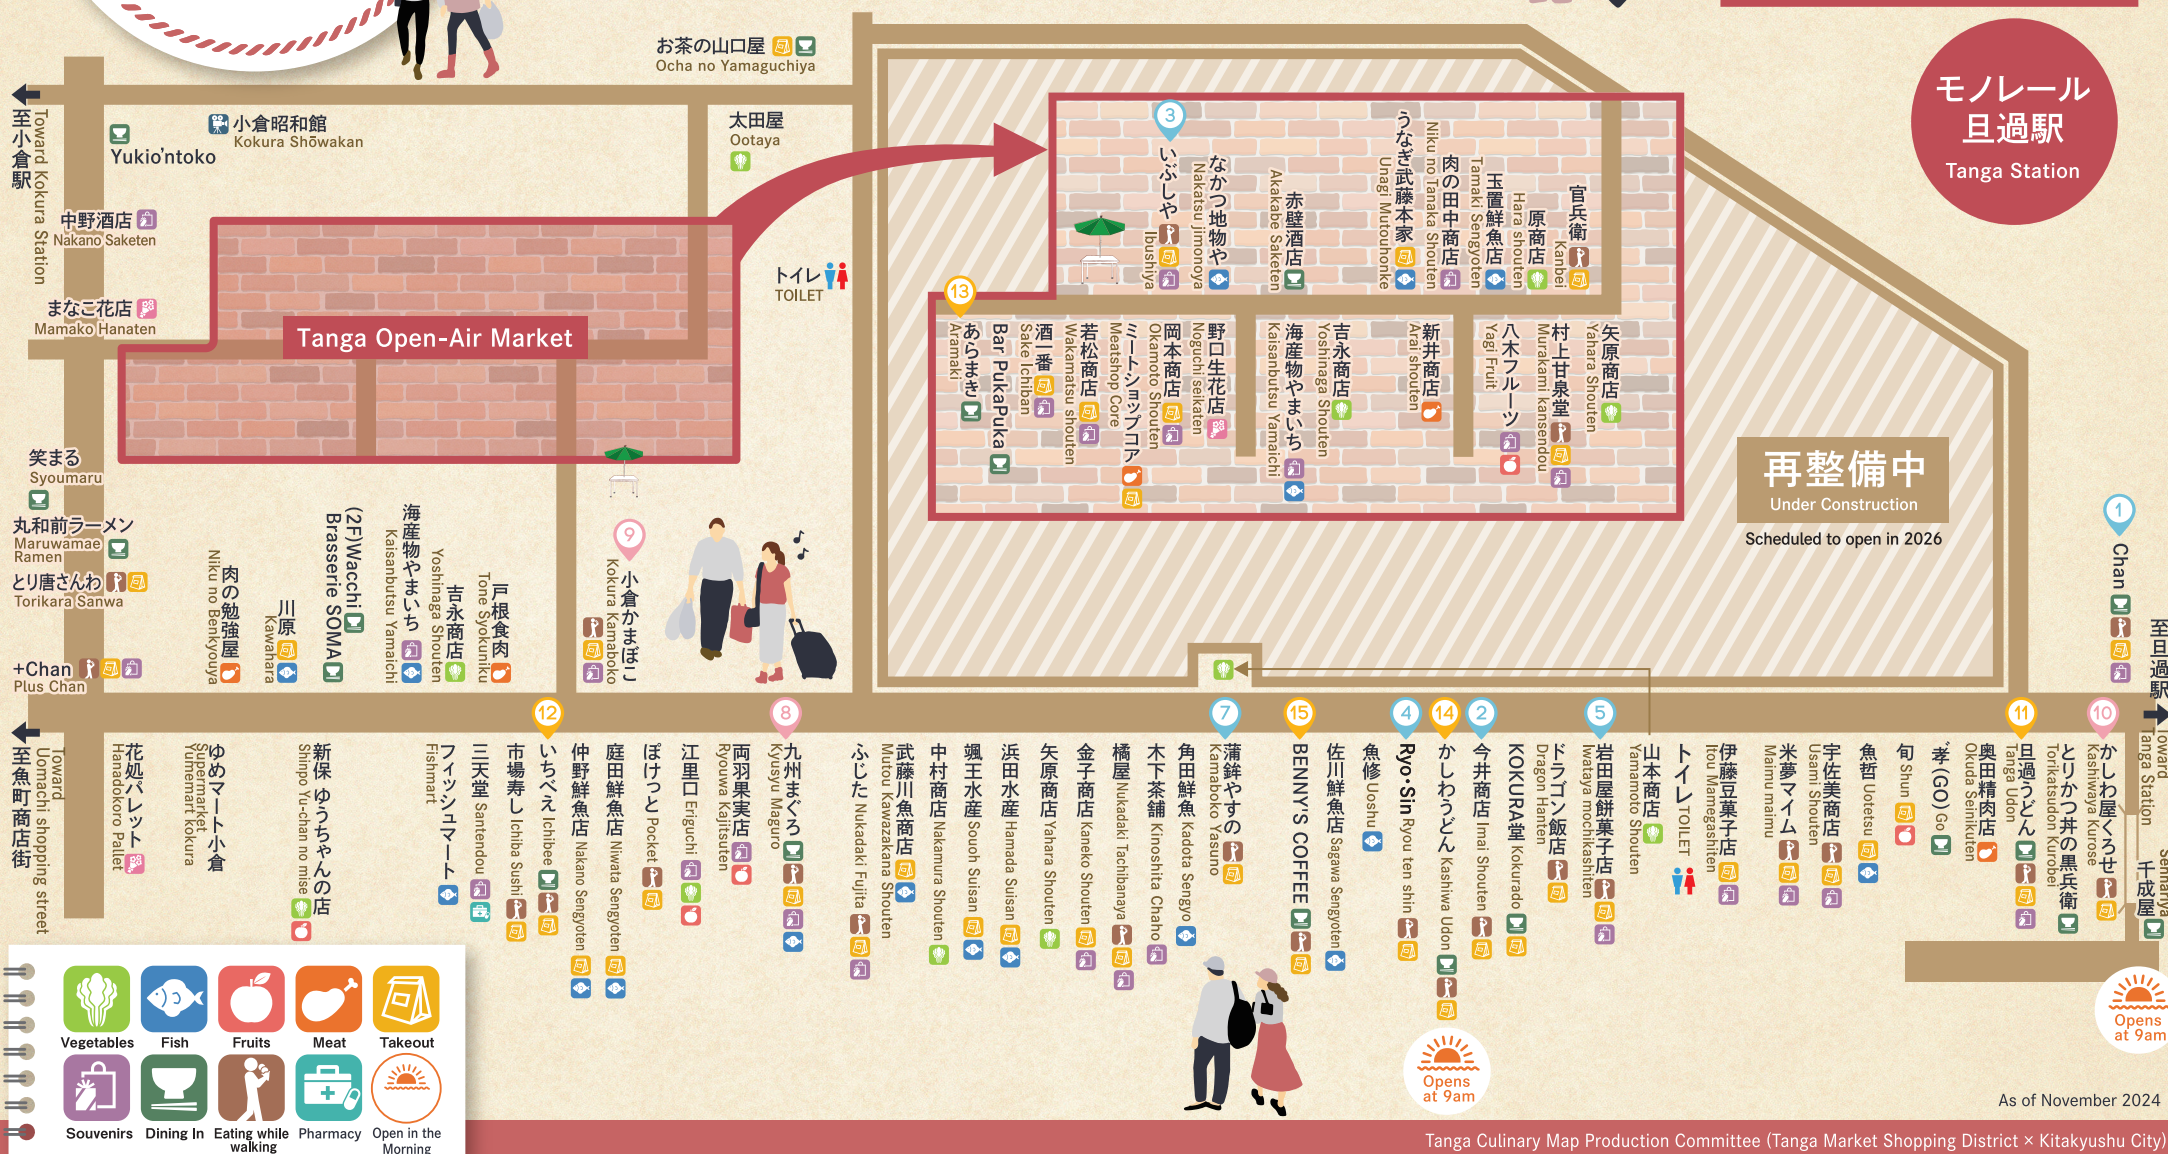 お茶の山口屋
Ocha no Yamaguchiya
至小倉駅
Toward Kokura Station
Yukio'ntoko
小倉昭和館
Kokura Shōwakan
太田屋
Ootaya
中野酒店
Nakano Saketen
まなこ花店
Mamako Hanaten
トイレ
TOILET
Tanga Open-Air Market
モノレール
旦過駅
Tanga Station
3
いぶしや
Ibushiya
なかつ地物や
Nakatsu jimonoya
赤壁酒店
Akakabe Saketen
うなぎ武藤本家
Unagi Mutouhonke
肉の田中商店
Niku no Tanaka Shouten
玉置鮮魚店
Tamaki Sengyoten
原商店
Hara shouten
官兵衛
Kanbei
13
あらまき
Aramaki
Bar PukaPuka
酒一番
Sake Ichiban
若松商店
Wakamatsu shouten
ミートショップコア
Meatshop Core
岡本商店
Okamoto Shouten
野口生花店
Noguchi seikaten
海産物やまいち
Kaisanbutsu Yamaichi
吉永商店
Yoshinaga Shouten
新井商店
Arai shouten
八木フルーツ
Yagi Fruit
村上甘泉堂
Murakami kansendou
矢原商店
Yahara Shouten
再整備中
Under Construction
Scheduled to open in 2026
笑まる
Syoumaru
丸和前ラーメン
Maruwamae
Ramen
とり唐さんわ
Torikara Sanwa
+Chan
Plus Chan
肉の勉強屋
Niku no Benkyouya
川原
Kawahara
(2F)Wacchi
Brasserie SOMA
海産物やまいち
Kaisanbutsu Yamaichi
吉永商店
Yoshinaga Shouten
戸根食肉
Tone Syokuniku
9
小倉かまぼこ
Kokura Kamaboko
1
Chan
至旦過駅
Toward
Tanga Station
至魚町商店街
Toward
Uomachi shopping street
花処パレット
Hanadokoro Pallet
ゆめマート小倉
Supermarket
Yumemart Kokura
新保 ゆうちゃんの店
Shinpo Yu-chan no mise
フィッシュマート
Fishmart
三天堂 Santendou
市場寿し Ichiba Sushi
12
いちべえ Ichibee
仲野鮮魚店 Nakano Sengyoten
庭田鮮魚店 Niwata Sengyoten
ぽけっと Pocket
江里口 Eriguchi
両羽果実店
Ryouwa Kajitsuten
8
九州まぐろ
Kyusyu Maguro
ふじた Nukadaki Fujita
武藤川魚商店
Mutou Kawazakana Shouten
中村商店 Nakamura Shouten
颯王水産 Souoh Suisan
浜田水産 Hamada Suisan
矢原商店 Yahara Shouten
金子商店 Kaneko Shouten
橘屋 Nukadaki Tachibanaya
木下茶舗 Kinoshita Chaho
角田鮮魚 Kadota Sengyo
7
蒲鉾やすの
Kamaboko Yasuno
15
BENNY'S COFFEE
佐川鮮魚店 Sagawa Sengyoten
魚修 Uoshu
4
Ryo・Sin Ryou ten shin
14
かしわうどん Kashiwa Udon
2
今井商店 Imai Shouten
KOKURA堂 Kokurado
ドラゴン飯店
Dragon Hanten
5
岩田屋餅菓子店
Iwataya mochikashiten
山本商店
Yamamoto Shouten
トイレ TOILET
伊藤豆菓子店
Itou Mamegashiten
米夢マイム
Maimu maimu
宇佐美商店
Usami Shouten
魚哲 Uotetsu
旬 Shun
孝(GO) Go
奥田精肉店
Okuda Seinikuten
11
旦過うどん
Tanga Udon
とりかつ丼の黒兵衛
Torikatsudon Kurobei
10
かしわ屋くろせ
Kashiwaya Kurose
千成屋
Sennariya
Vegetables
Fish
Fruits
Meat
Takeout
Souvenirs
Dining In
Eating while
walking
Pharmacy
Open in the
Morning
Opens
at 9am
Opens
at 9am
As of November 2024
Tanga Culinary Map Production Committee (Tanga Market Shopping District × Kitakyushu City)